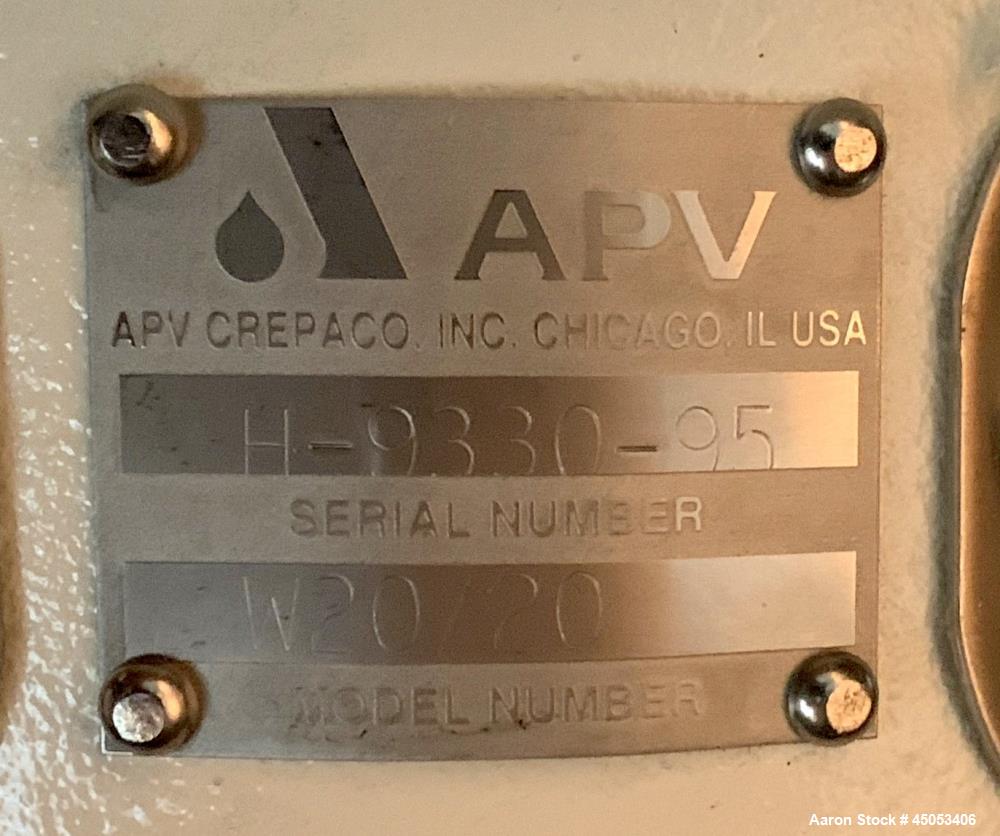 APV
APV CREPACO, INC. CHICAGO, IL USA
H-9330-95
SERIAL NUMBER
W20/20
MODEL NUMBER
Aaron Stock # 45053406